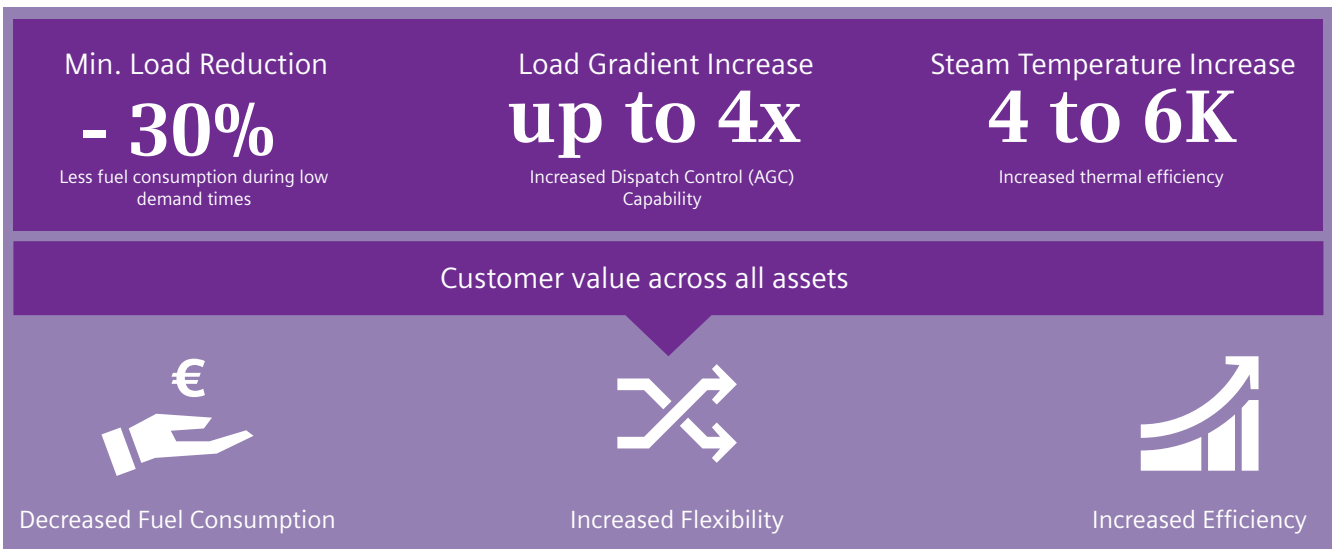 Min. Load Reduction
- 30%
Less fuel consumption during low
demand times
Load Gradient Increase
up to 4x
Increased Dispatch Control (AGC)
Capability
Steam Temperature Increase
4 to 6K
Increased thermal efficiency
Customer value across all assets
€
Decreased Fuel Consumption
Increased Flexibility
Increased Efficiency